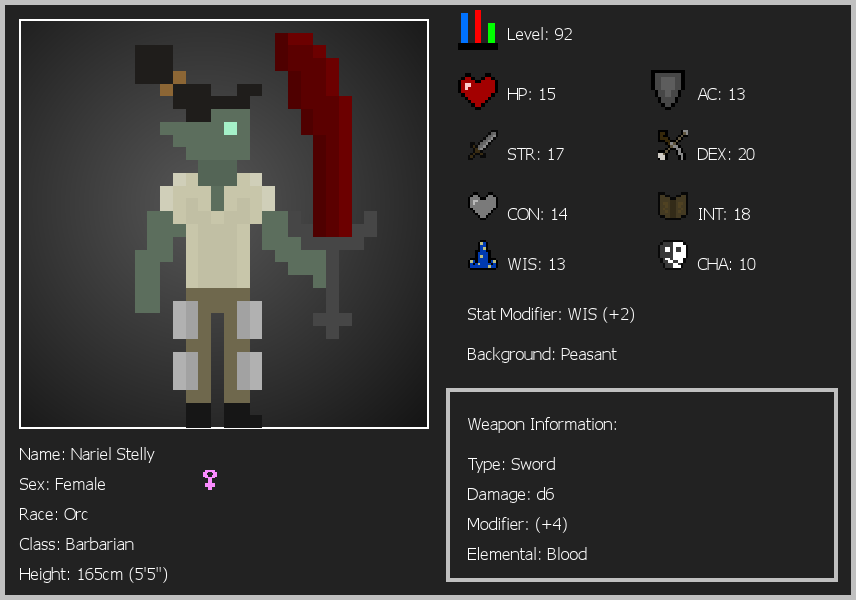 Level: 92
HP: 15
AC: 13
STR: 17
DEX: 20
CON: 14
INT: 18
WIS: 13
CHA: 10
Stat Modifier: WIS (+2)
Background: Peasant
Weapon Information:
Type: Sword
Damage: d6
Modifier: (+4)
Elemental: Blood
Name: Nariel Stelly
Sex: Female
Race: Orc
Class: Barbarian
Height: 165cm (5'5")